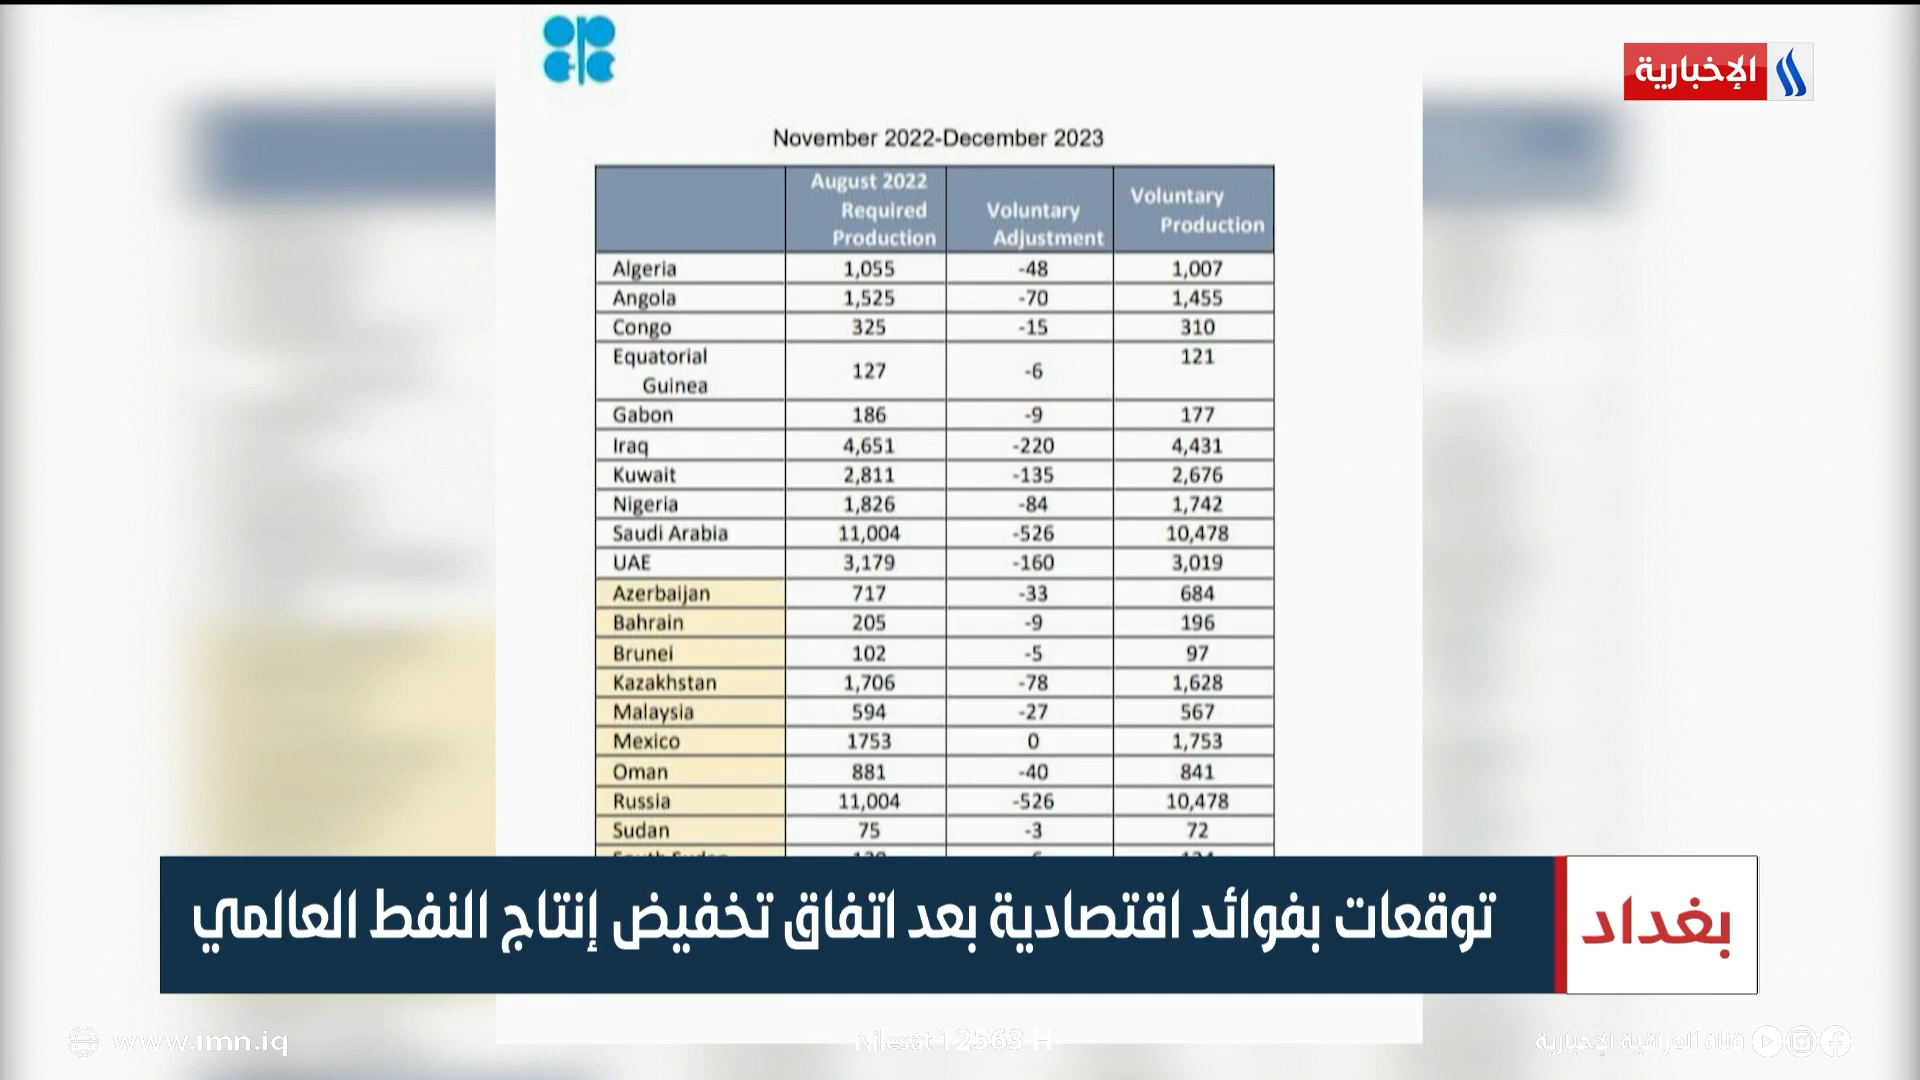 OPEC
الإخبارية
November 2022-December 2023
August 2022 Required Production Voluntary Adjustment Voluntary Production
Algeria 1,055 -48 1,007
Angola 1,525 -70 1,455
Congo 325 -15 310
Equatorial Guinea 127 -6 121
Gabon 186 -9 177
Iraq 4,651 -220 4,431
Kuwait 2,811 -135 2,676
Nigeria 1,826 -84 1,742
Saudi Arabia 11,004 -526 10,478
UAE 3,179 -160 3,019
Azerbaijan 717 -33 684
Bahrain 205 -9 196
Brunei 102 -5 97
Kazakhstan 1,706 -78 1,628
Malaysia 594 -27 567
Mexico 1753 0 1,753
Oman 881 -40 841
Russia 11,004 -526 10,478
Sudan 75 -3 72
بغداد
توقعات بفوائد اقتصادية بعد اتفاق تخفيض إنتاج النفط العالمي
www.imn.iq
Nilesat 12563 H
قناة العراقية الإخبارية